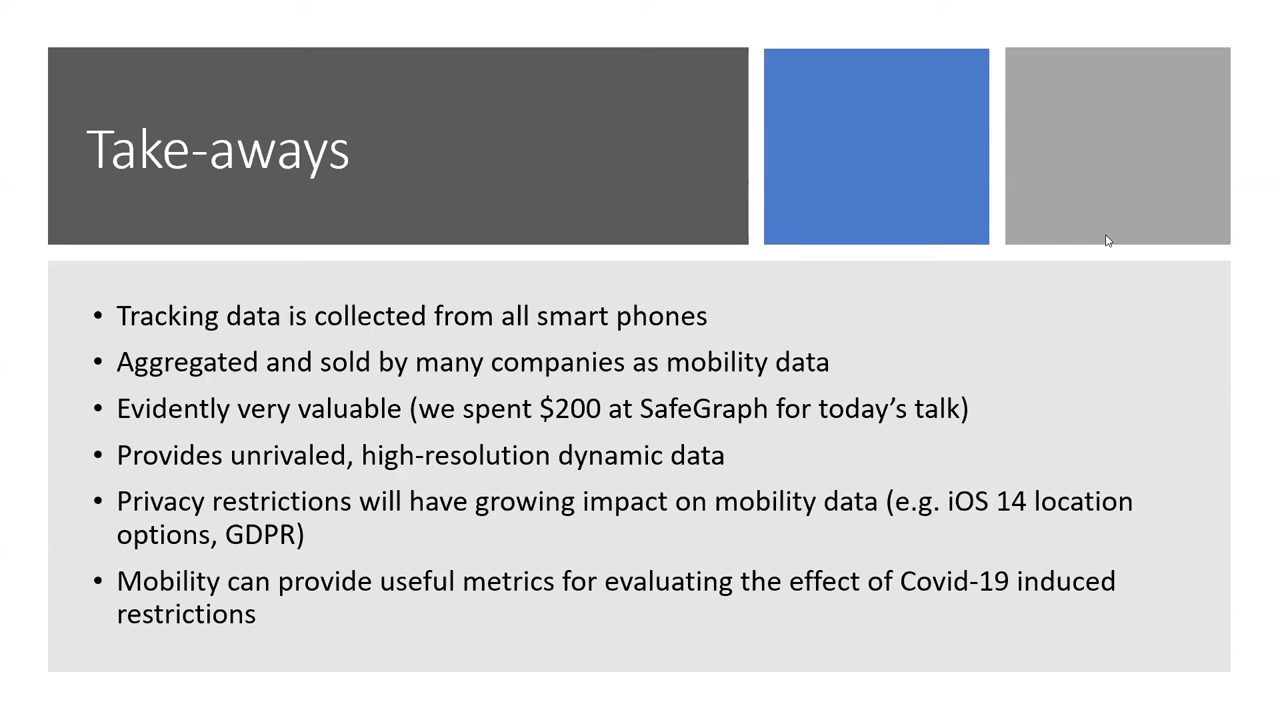 Take-aways
• Tracking data is collected from all smart phones
• Aggregated and sold by many companies as mobility data
• Evidently very valuable (we spent $200 at SafeGraph for today’s talk)
• Provides unrivaled, high-resolution dynamic data
• Privacy restrictions will have growing impact on mobility data (e.g. iOS 14 location
options, GDPR)
• Mobility can provide useful metrics for evaluating the effect of Covid-19 induced
restrictions